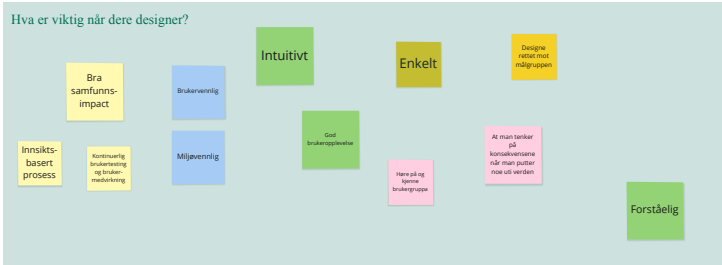 Hva er viktig når dere designer?
Intuitivt
Enkelt
Designe
rettet mot
målgruppen
Bra
samfunns-
impact
Brukervennlig
God
brukeropplevelse
At man tenker
på
konsekvensene
når man putter
noe uti verden
Innsikts-
basert
prosess
Kontinuerlig
brukertesting
og bruker-
medvirkning
Miljøvennlig
Høre på og
kjenne
brukergruppa
Forståelig